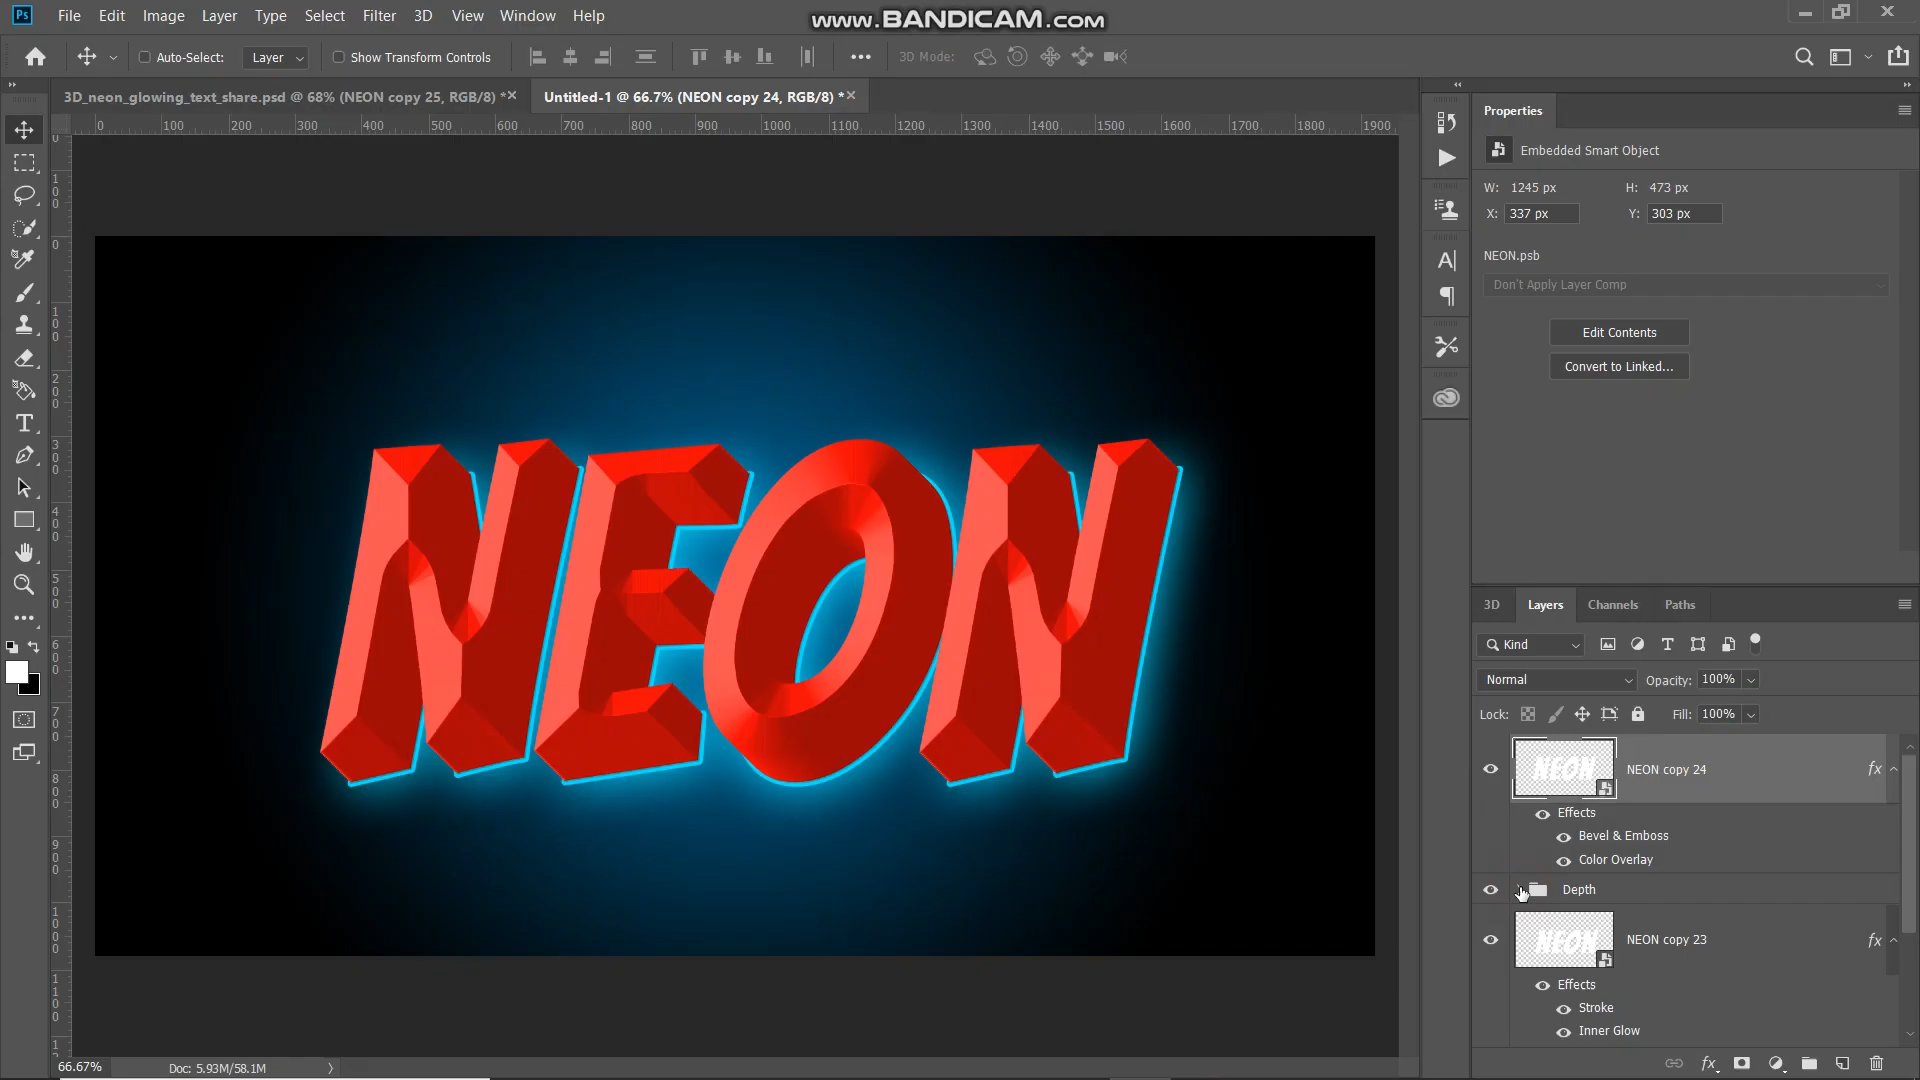 Ps File Edit Image Layer Type Select Filter 3D View Window Help
www.BANDICAM.com
Auto-Select: Layer Show Transform Controls 3D Mode:
3D_neon_glowing_text_share.psd @ 68% (NEON copy 25, RGB/8) * Untitled-1 @ 66.7% (NEON copy 24, RGB/8) *
0 100 200 300 400 500 600 700 800 900 1000 1100 1200 1300 1400 1500 1600 1700 1800 1900
NEON
Properties
Embedded Smart Object
W: 1245 px H: 473 px
X: 337 px Y: 303 px
NEON.psb
Don't Apply Layer Comp
Edit Contents
Convert to Linked...
3D Layers Channels Paths
Kind
Normal Opacity: 100%
Lock: Fill: 100%
NEON NEON copy 24 fx
Effects
Bevel & Emboss
Color Overlay
Depth
NEON NEON copy 23 fx
Effects
Stroke
Inner Glow
66.67% Doc: 5.93M/58.1M